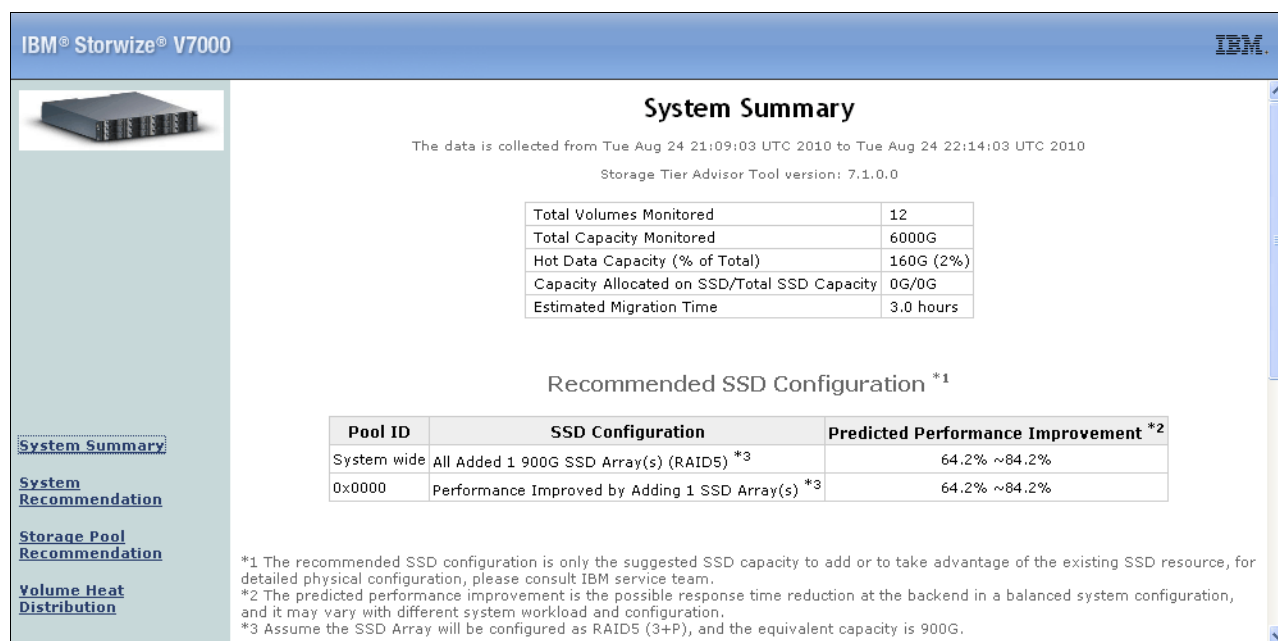 IBM® Storwize® V7000
IBM.
System Summary
The data is collected from Tue Aug 24 21:09:03 UTC 2010 to Tue Aug 24 22:14:03 UTC 2010
Storage Tier Advisor Tool version: 7.1.0.0
Total Volumes Monitored 12
Total Capacity Monitored 6000G
Hot Data Capacity (% of Total) 160G (2%)
Capacity Allocated on SSD/Total SSD Capacity 0G/0G
Estimated Migration Time 3.0 hours
Recommended SSD Configuration *1
Pool ID SSD Configuration Predicted Performance Improvement *2
System wide All Added 1 900G SSD Array(s) (RAID5) *3 64.2% ~84.2%
0x0000 Performance Improved by Adding 1 SSD Array(s) *3 64.2% ~84.2%
System Summary
System
Recommendation
Storage Pool
Recommendation
Volume Heat
Distribution
*1 The recommended SSD configuration is only the suggested SSD capacity to add or to take advantage of the existing SSD resource, for
detailed physical configuration, please consult IBM service team.
*2 The predicted performance improvement is the possible response time reduction at the backend in a balanced system configuration,
and it may vary with different system workload and configuration.
*3 Assume the SSD Array will be configured as RAID5 (3+P), and the equivalent capacity is 900G.